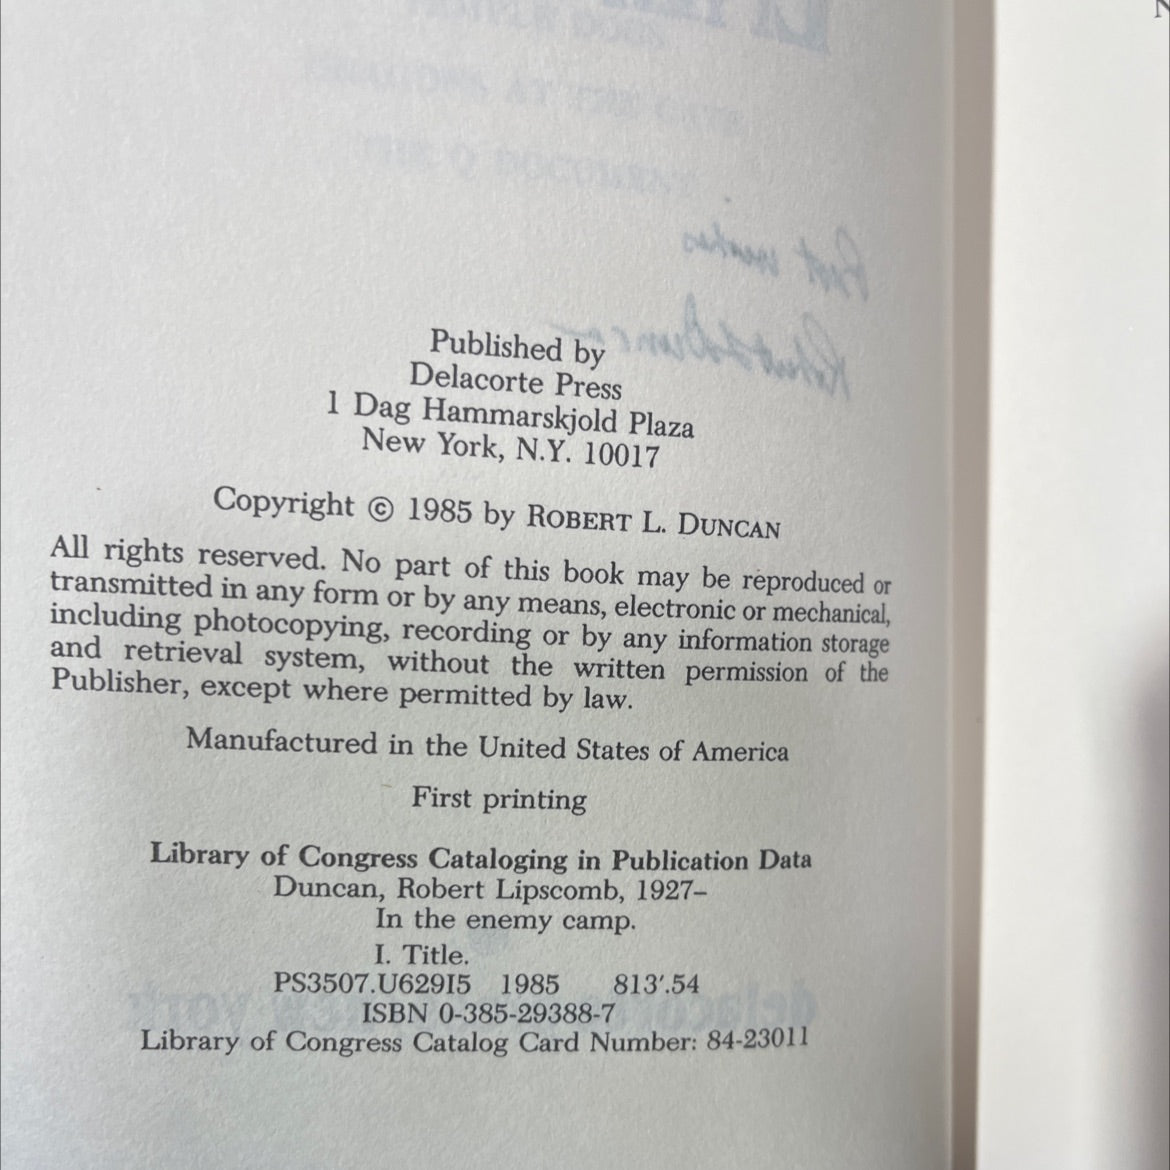 Published by
Delacorte Press
1 Dag Hammarskjold Plaza
New York, N.Y. 10017
Copyright © 1985 by ROBERT L. DUNCAN
All rights reserved. No part of this book may be reproduced or
transmitted in any form or by any means, electronic or mechanical,
including photocopying, recording or by any information storage
and retrieval system, without the written permission of the
Publisher, except where permitted by law.
Manufactured in the United States of America
First printing
Library of Congress Cataloging in Publication Data
Duncan, Robert Lipscomb, 1927–
In the enemy camp.
I. Title.
PS3507.U629I5 1985 813′.54
ISBN 0-385-29388-7
Library of Congress Catalog Card Number: 84-23011